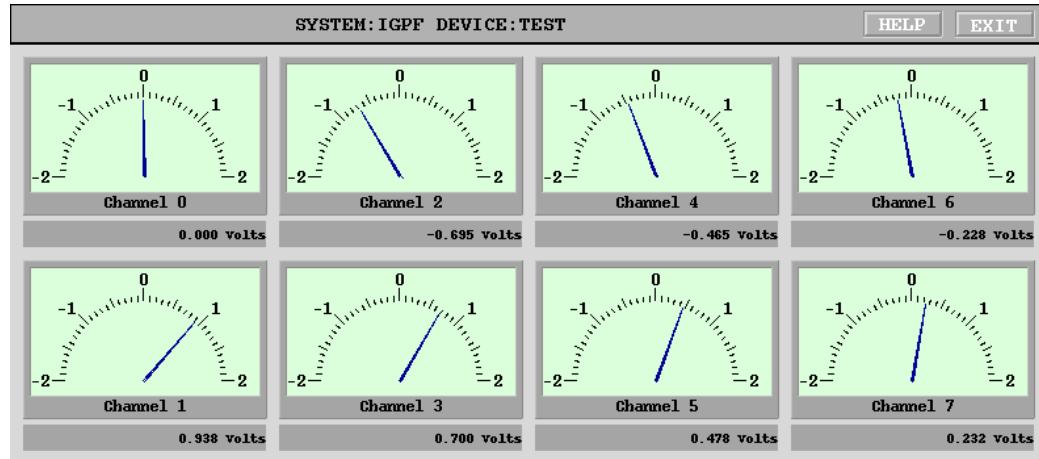 SYSTEM:IGPF DEVICE:TEST HELP EXIT
0 0 0 0
-1 1 -1 1 -1 1 -1 1
-2 2 -2 2 -2 2 -2 2
Channel 0 Channel 2 Channel 4 Channel 6
0.000 Volts -0.695 Volts -0.465 Volts -0.228 Volts
0 0 0 0
-1 1 -1 1 -1 1 -1 1
-2 2 -2 2 -2 2 -2 2
Channel 1 Channel 3 Channel 5 Channel 7
0.938 Volts 0.700 Volts 0.478 Volts 0.232 Volts